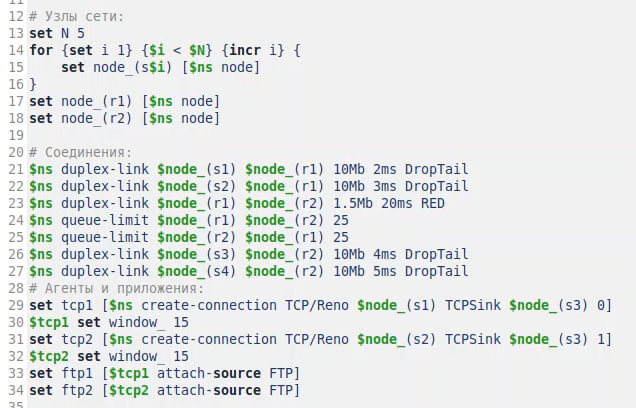 11
12 # Узлы сети:
13 set N 5
14 for {set i 1} {$i < $N} {incr i} {
15     set node_(s$i) [$ns node]
16 }
17 set node_(r1) [$ns node]
18 set node_(r2) [$ns node]
19
20 # Соединения:
21 $ns duplex-link $node_(s1) $node_(r1) 10Mb 2ms DropTail
22 $ns duplex-link $node_(s2) $node_(r1) 10Mb 3ms DropTail
23 $ns duplex-link $node_(r1) $node_(r2) 1.5Mb 20ms RED
24 $ns queue-limit $node_(r1) $node_(r2) 25
25 $ns queue-limit $node_(r2) $node_(r1) 25
26 $ns duplex-link $node_(s3) $node_(r2) 10Mb 4ms DropTail
27 $ns duplex-link $node_(s4) $node_(r2) 10Mb 5ms DropTail
28 # Агенты и приложения:
29 set tcp1 [$ns create-connection TCP/Reno $node_(s1) TCPSink $node_(s3) 0]
30 $tcp1 set window_ 15
31 set tcp2 [$ns create-connection TCP/Reno $node_(s2) TCPSink $node_(s3) 1]
32 $tcp2 set window_ 15
33 set ftp1 [$tcp1 attach-source FTP]
34 set ftp2 [$tcp2 attach-source FTP]
35